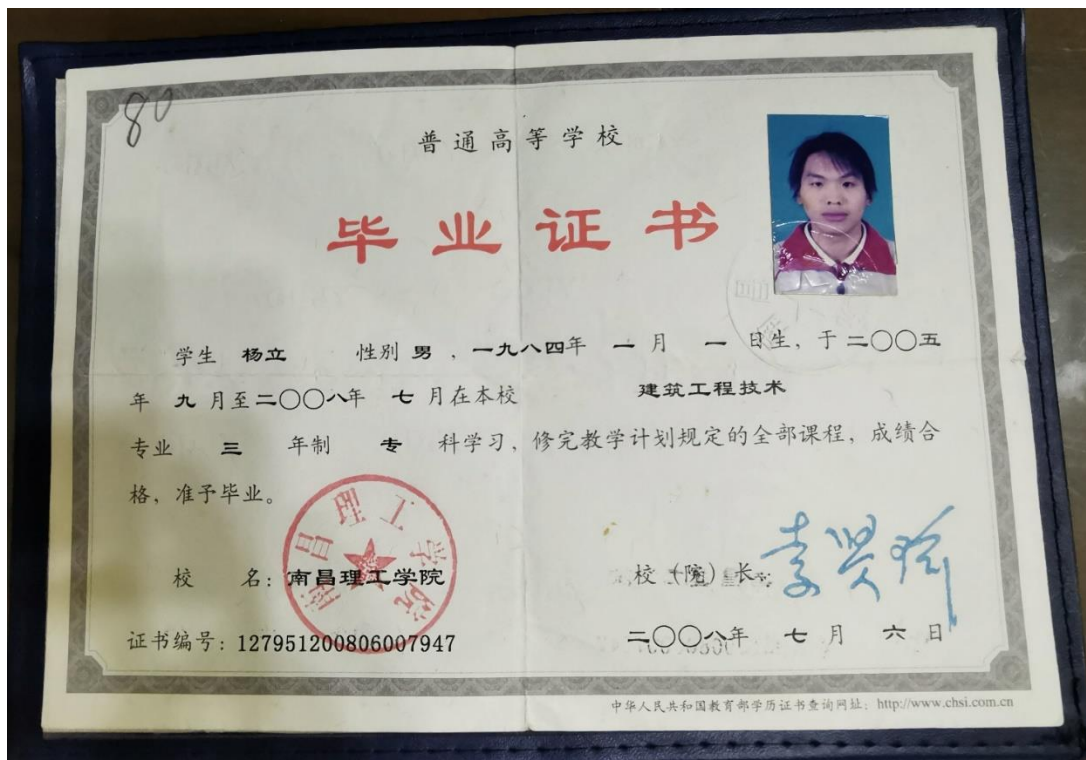 80
普通高等学校
毕业证书
学生 杨立 性别 男，一九八四年 一 月 一 日生，于二〇〇五
年 九 月至二〇〇八年 七 月在本校 建筑工程技术
专业 三 年制 专 科学习，修完教学计划规定的全部课程，成绩合
格，准予毕业。
南昌理工学院
校 名：南昌理工学院
校（院）长：
证书编号：127951200806007947
二〇〇八年 七 月 六 日
中华人民共和国教育部学历证书查询网址：http://www.chsi.com.cn